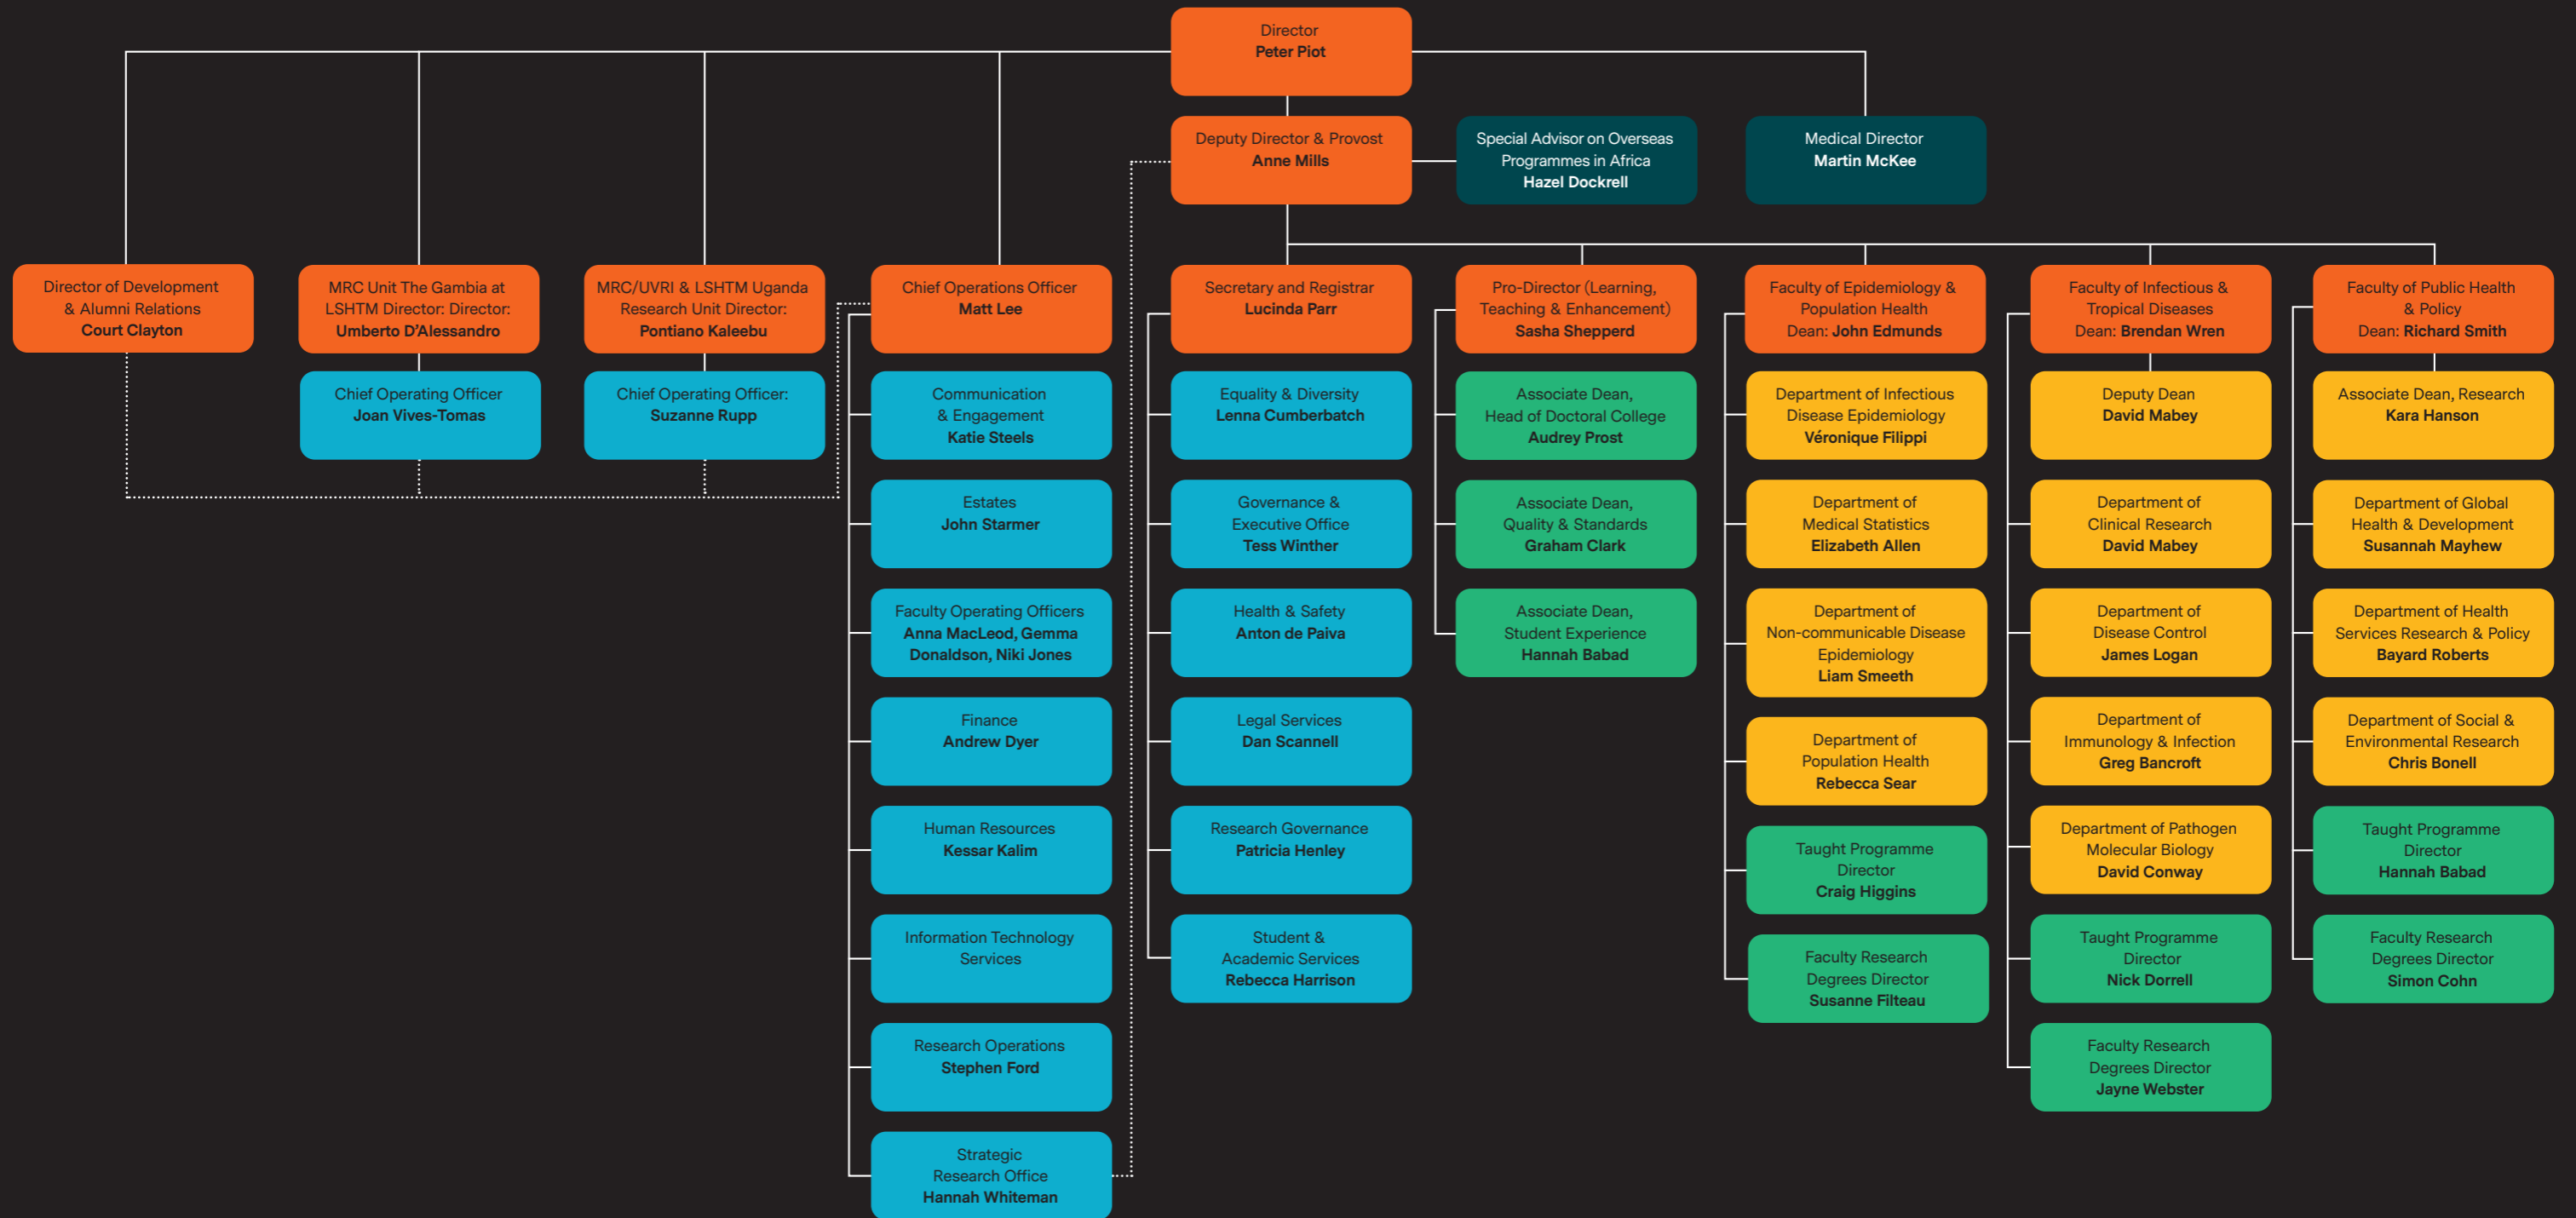 Director
Peter Piot
Deputy Director & Provost
Anne Mills
Special Advisor on Overseas
Programmes in Africa
Hazel Dockrell
Medical Director
Martin McKee
Director of Development
& Alumni Relations
Court Clayton
MRC Unit The Gambia at
LSHTM Director: Director:
Umberto D’Alessandro
Chief Operating Officer
Joan Vives-Tomas
MRC/UVRI & LSHTM Uganda
Research Unit Director:
Pontiano Kaleebu
Chief Operating Officer:
Suzanne Rupp
Chief Operations Officer
Matt Lee
Communication
& Engagement
Katie Steels
Estates
John Starmer
Faculty Operating Officers
Anna MacLeod, Gemma
Donaldson, Niki Jones
Finance
Andrew Dyer
Human Resources
Kessar Kalim
Information Technology
Services
Research Operations
Stephen Ford
Strategic
Research Office
Hannah Whiteman
Secretary and Registrar
Lucinda Parr
Equality & Diversity
Lenna Cumberbatch
Governance &
Executive Office
Tess Winther
Health & Safety
Anton de Paiva
Legal Services
Dan Scannell
Research Governance
Patricia Henley
Student &
Academic Services
Rebecca Harrison
Pro-Director (Learning,
Teaching & Enhancement)
Sasha Shepperd
Associate Dean,
Head of Doctoral College
Audrey Prost
Associate Dean,
Quality & Standards
Graham Clark
Associate Dean,
Student Experience
Hannah Babad
Faculty of Epidemiology &
Population Health
Dean: John Edmunds
Department of Infectious
Disease Epidemiology
Véronique Filippi
Department of
Medical Statistics
Elizabeth Allen
Department of
Non-communicable Disease
Epidemiology
Liam Smeeth
Department of
Population Health
Rebecca Sear
Taught Programme
Director
Craig Higgins
Faculty Research
Degrees Director
Susanne Filteau
Faculty of Infectious &
Tropical Diseases
Dean: Brendan Wren
Deputy Dean
David Mabey
Department of
Clinical Research
David Mabey
Department of
Disease Control
James Logan
Department of
Immunology & Infection
Greg Bancroft
Department of Pathogen
Molecular Biology
David Conway
Taught Programme
Director
Nick Dorrell
Faculty Research
Degrees Director
Jayne Webster
Faculty of Public Health
& Policy
Dean: Richard Smith
Associate Dean, Research
Kara Hanson
Department of Global
Health & Development
Susannah Mayhew
Department of Health
Services Research & Policy
Bayard Roberts
Department of Social &
Environmental Research
Chris Bonell
Taught Programme
Director
Hannah Babad
Faculty Research
Degrees Director
Simon Cohn